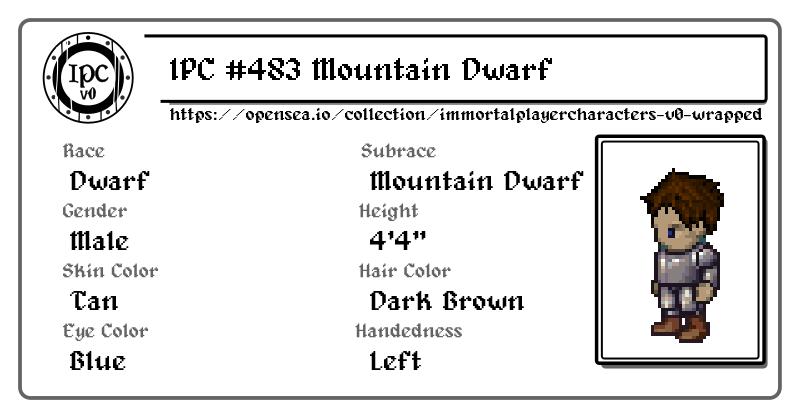 IPC
v0
IPC #483 Mountain Dwarf
https://opensea.io/collection/immortalplayercharacters-v0-wrapped
Race
Dwarf
Subrace
Mountain Dwarf
Gender
Male
Height
4'4"
Skin Color
Tan
Hair Color
Dark Brown
Eye Color
Blue
Handedness
Left